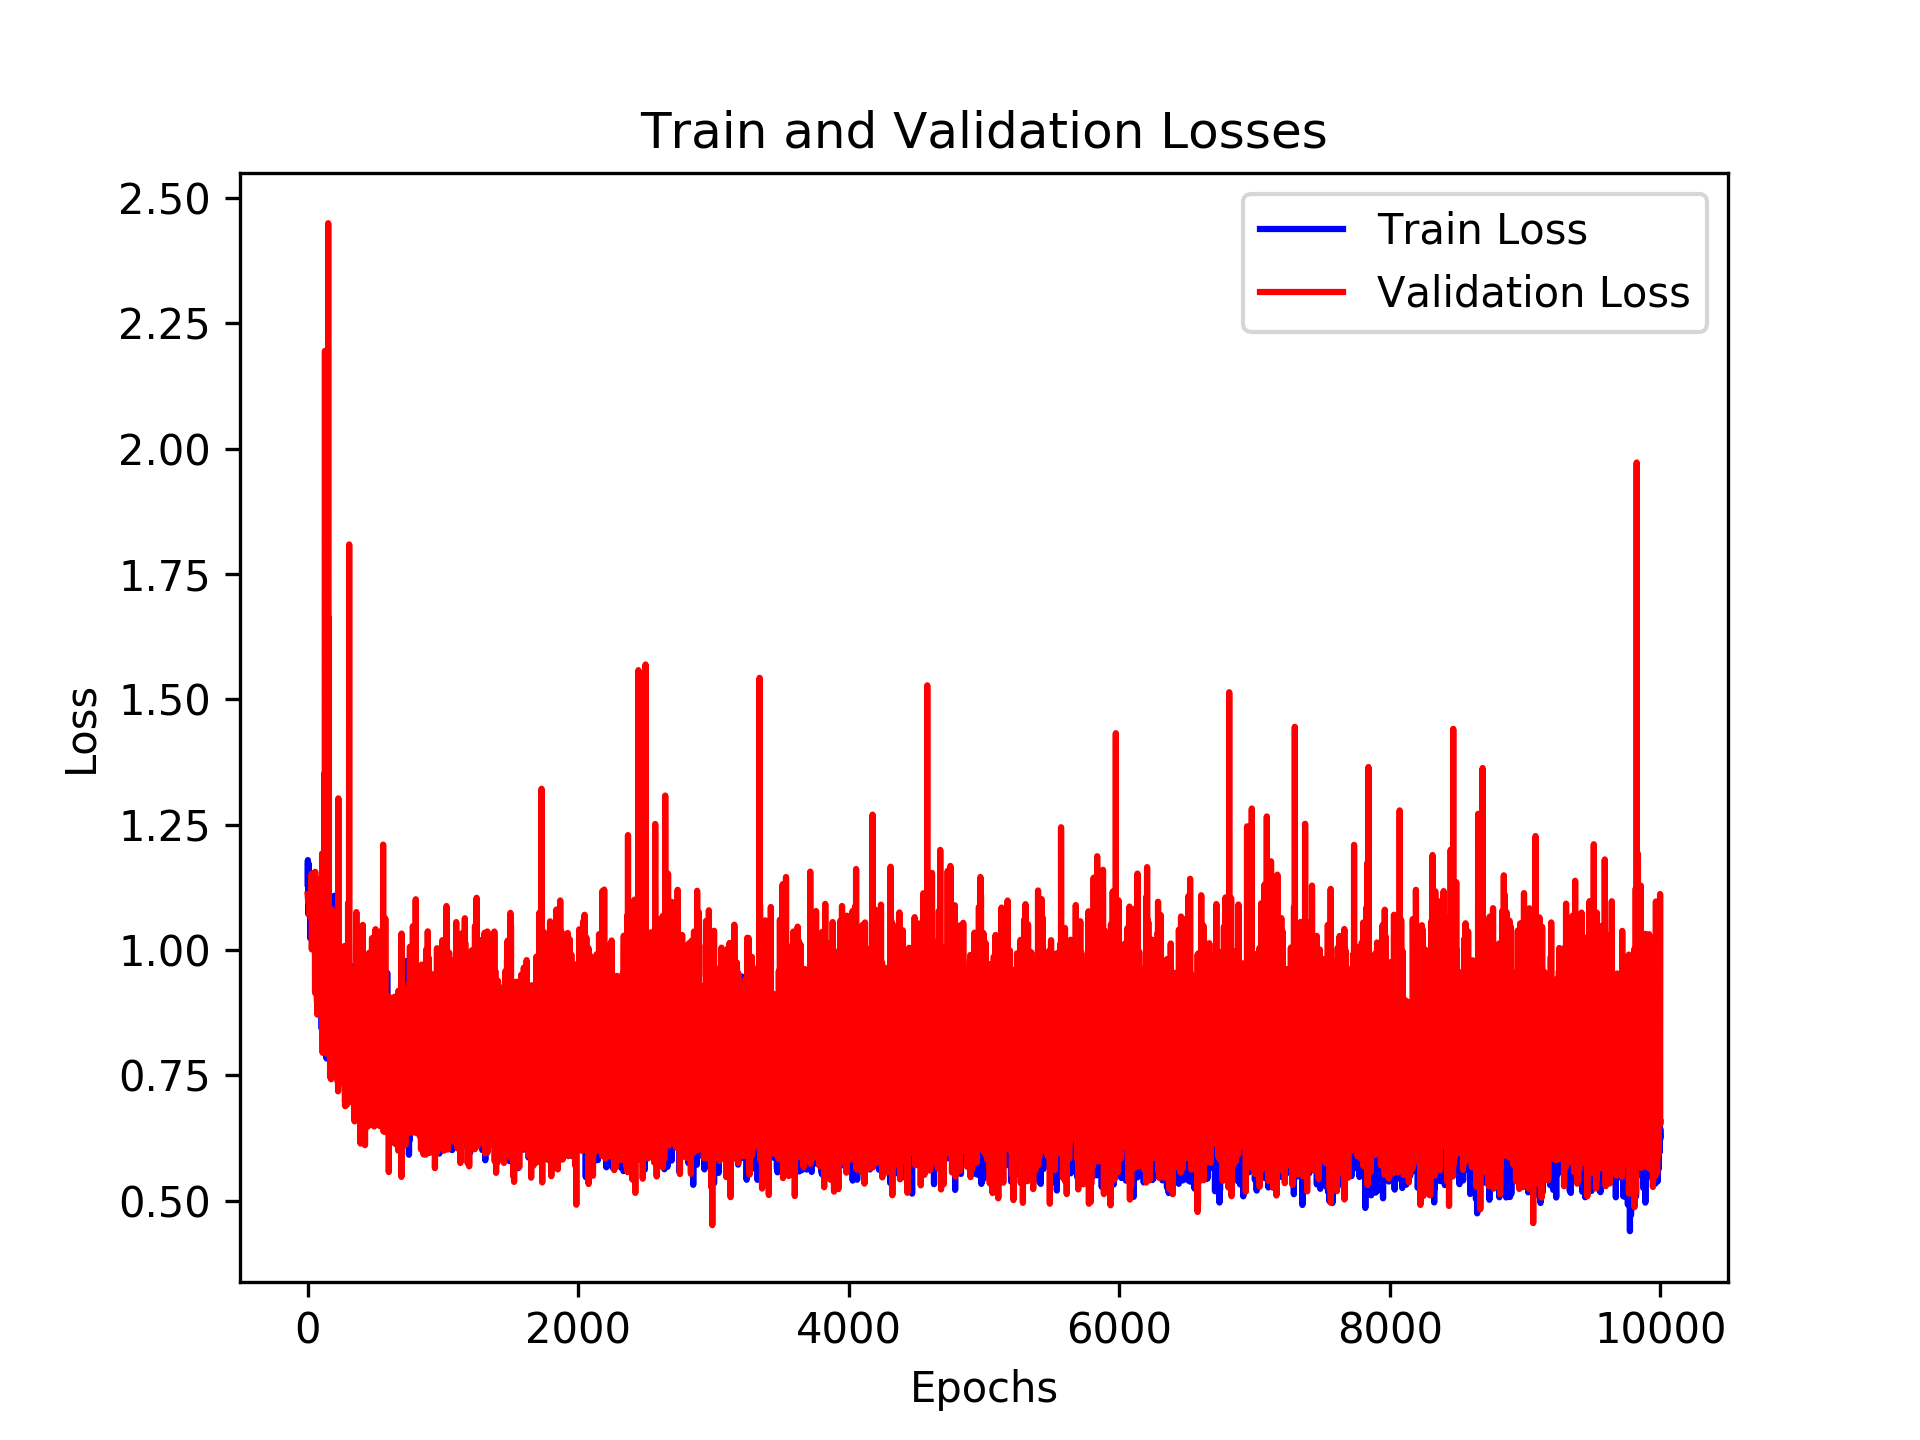 Train and Validation Losses
Train Loss
Validation Loss
2.50
2.25
2.00
1.75
1.50
1.25
1.00
0.75
0.50
Loss
0 2000 4000 6000 8000 10000
Epochs